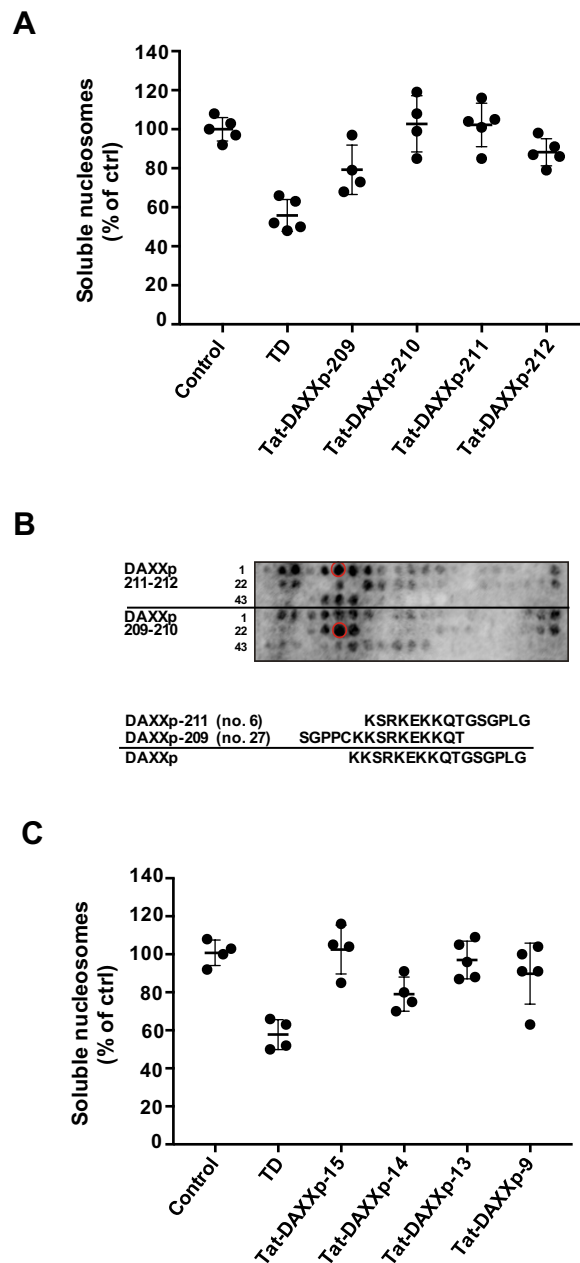 A
Soluble nucleosomes
(% of ctrl)
140
120
100
80
60
40
20
0
Control
TD
Tat-DAXXp-209
Tat-DAXXp-210
Tat-DAXXp-211
Tat-DAXXp-212
B
DAXXp 1
211-212 22
43
DAXXp 1
209-210 22
43
DAXXp-211 (no. 6) KSRKEKKQTGSGPLG
DAXXp-209 (no. 27) SGPPCKKSRKEKKQT
DAXXp KKSRKEKKQTGSGPLG
C
Soluble nucleosomes
(% of ctrl)
140
120
100
80
60
40
20
0
Control
TD
Tat-DAXXp-15
Tat-DAXXp-14
Tat-DAXXp-13
Tat-DAXXp-9